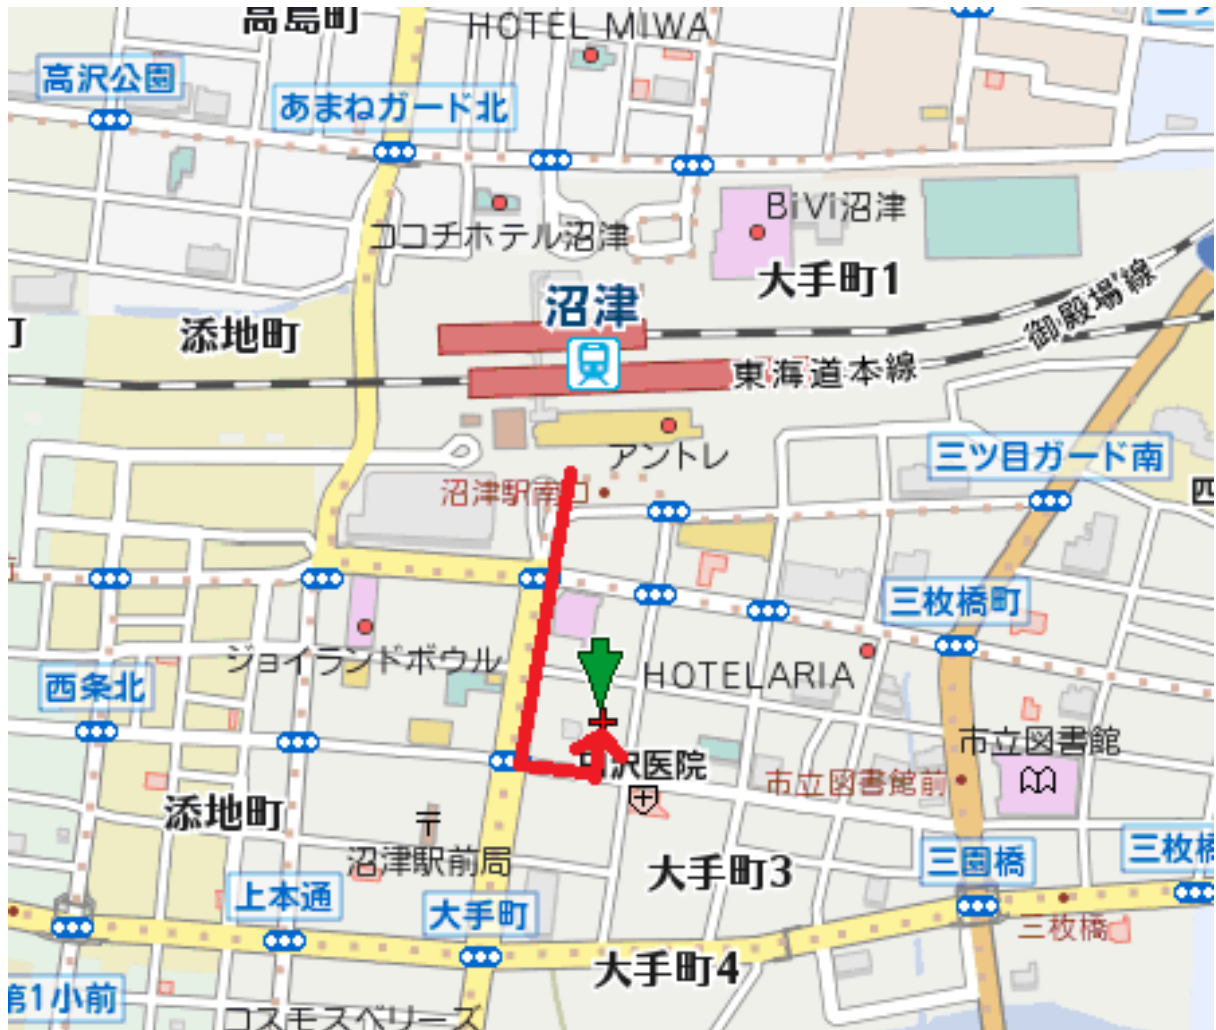 高島町
HOTEL MIWA
高沢公園
あまねガード北
BiVi沼津
ココチホテル沼津
大手町1
沼津
御殿場線
添地町
東海道本線
アントレ
三ツ目ガード南
沼津駅南口
四
三枚橋町
ジョイランドボウル
HOTELARIA
西条北
市立図書館
沢医院
市立図書館前
添地町
沼津駅前局
大手町3
三園橋
三枚橋
上本通
大手町
三枚橋
大手町4
第1小前
コスモスベリーズ